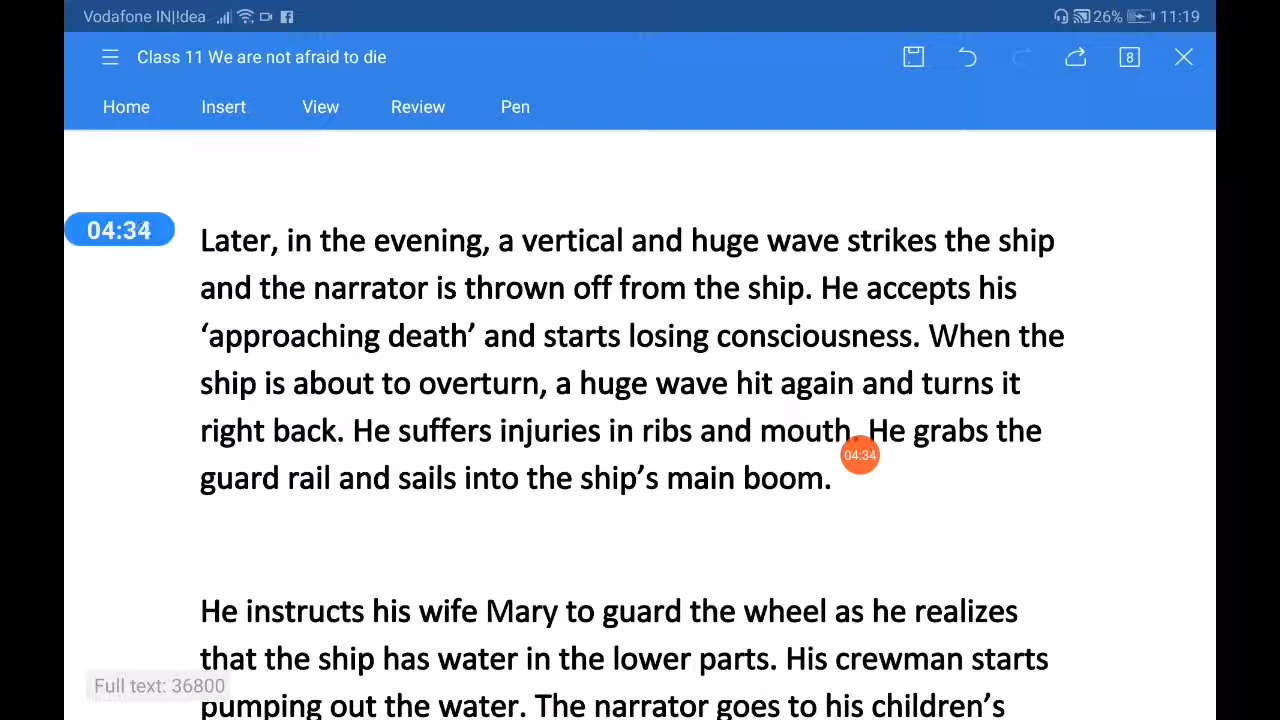 Vodafone IN|!dea 26% 11:19
Class 11 We are not afraid to die 8
Home Insert View Review Pen
04:34
Later, in the evening, a vertical and huge wave strikes the ship
and the narrator is thrown off from the ship. He accepts his
‘approaching death’ and starts losing consciousness. When the
ship is about to overturn, a huge wave hit again and turns it
right back. He suffers injuries in ribs and mouth. He grabs the
04:34
guard rail and sails into the ship’s main boom.
He instructs his wife Mary to guard the wheel as he realizes
that the ship has water in the lower parts. His crewman starts
Full text: 36800
pumping out the water. The narrator goes to his children’s